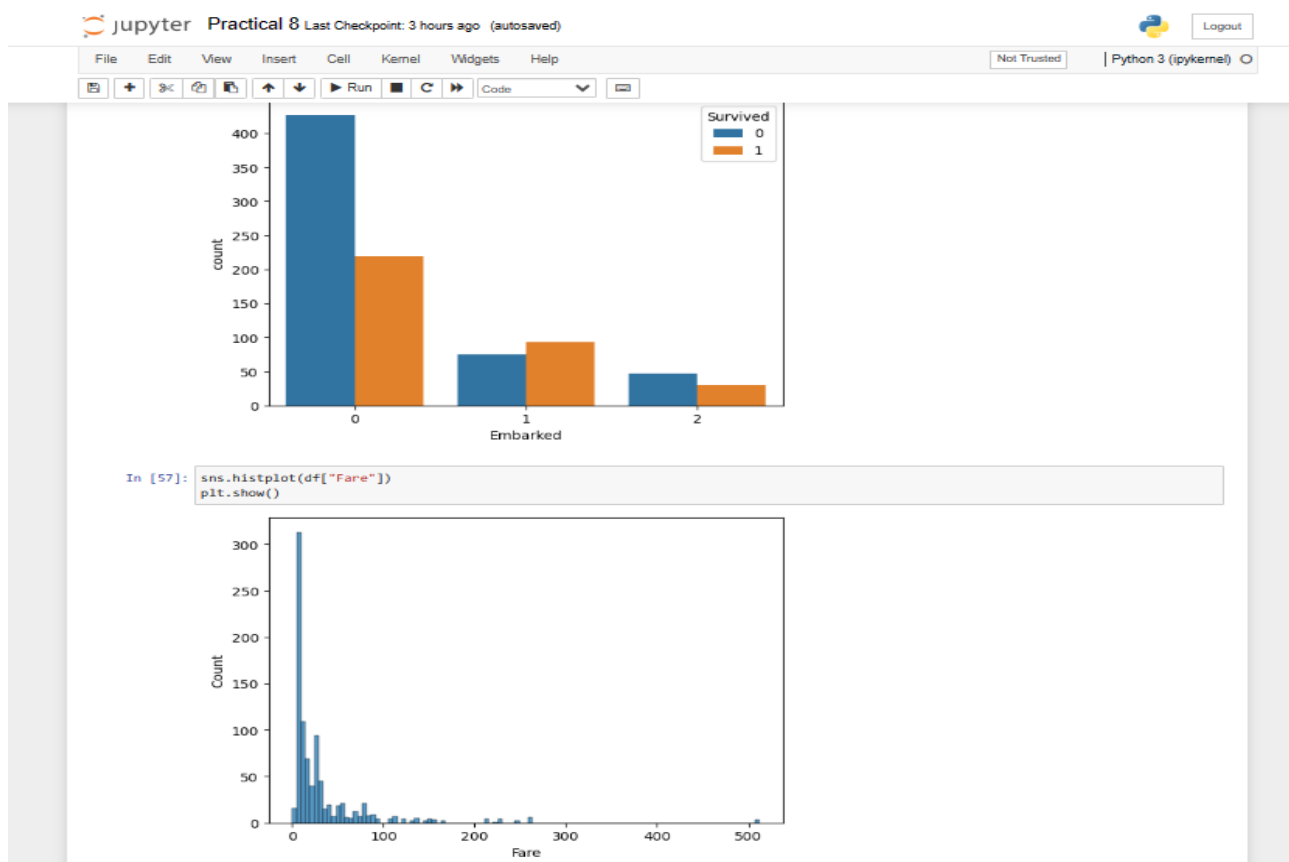 jupyter Practical 8 Last Checkpoint: 3 hours ago (autosaved)
Logout
File Edit View Insert Cell Kernel Widgets Help
Not Trusted
Python 3 (ipykernel)
Run
Code
Survived
0
1
400
350
300
250
200
150
100
50
0
count
0 1 2
Embarked
In [57]: sns.histplot(df["Fare"])
plt.show()
300
250
200
150
100
50
0
Count
0 100 200 300 400 500
Fare